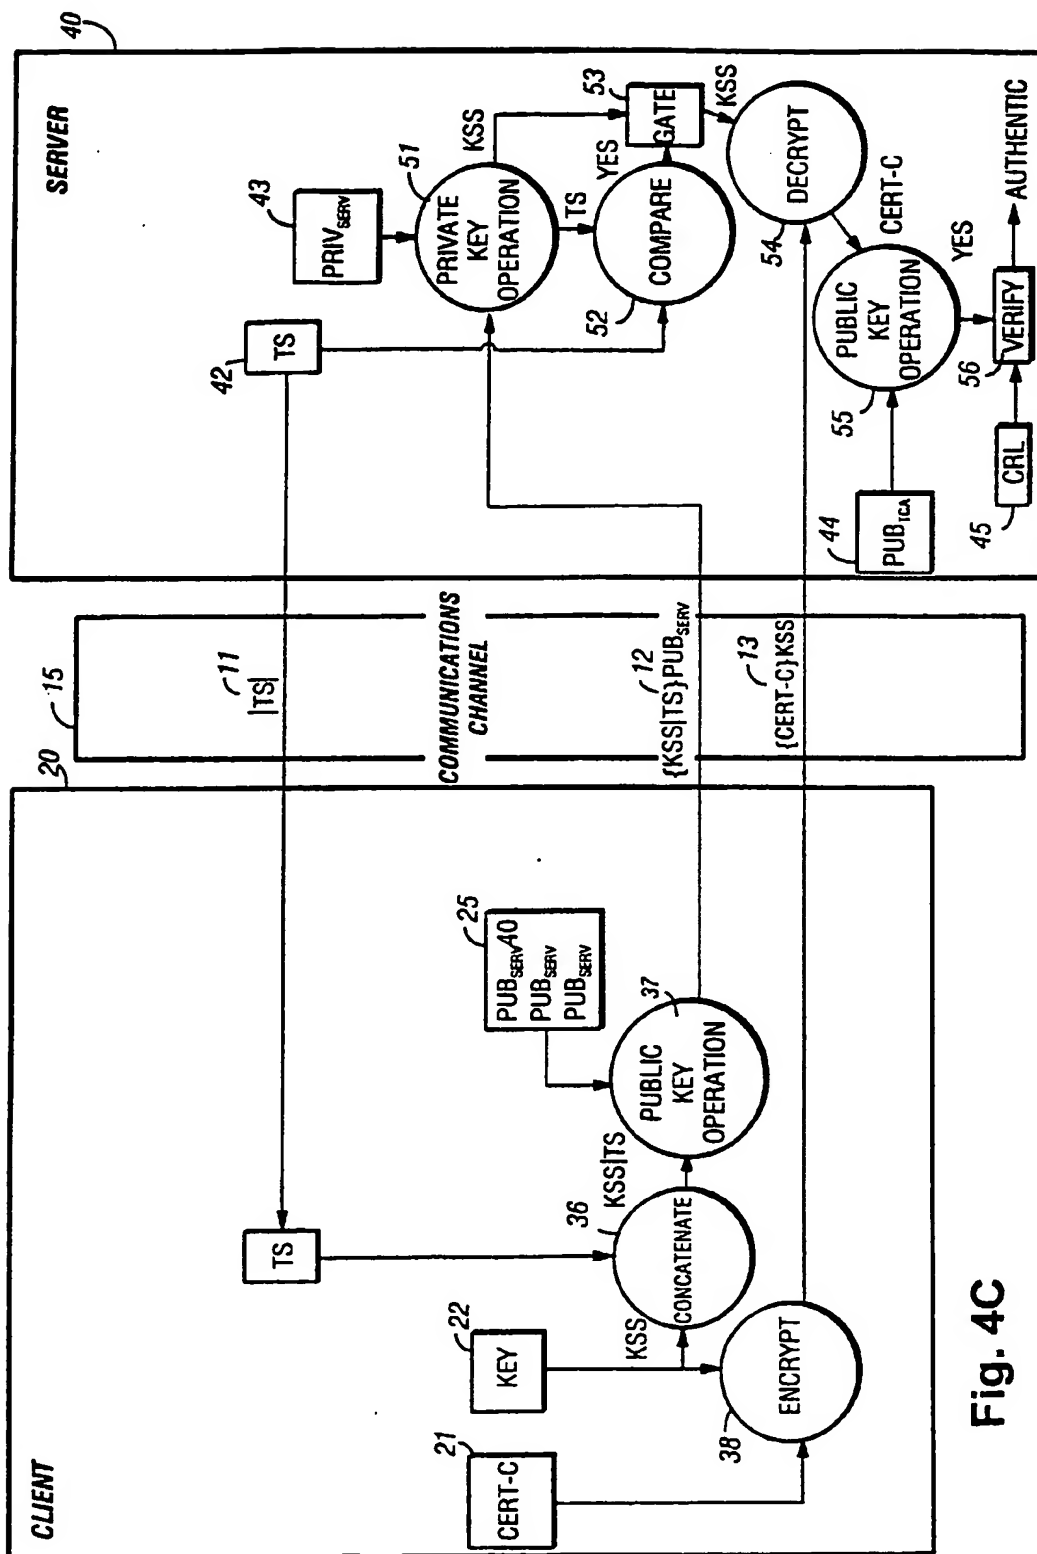 CLIENT
21
CERT-C
22
KEY
KSS
38
ENCRYPT
TS
36
CONCATENATE
KSS|TS
25
PUBSERV40
PUBSERV
PUBSERV
37
PUBLIC
KEY
OPERATION
20
15
11
|TS|
COMMUNICATIONS
CHANNEL
12
{KSS|TS}PUBSERV
13
{CERT-C}KSS
40
SERVER
42
TS
43
PRIVSERV
51
PRIVATE
KEY
OPERATION
KSS
TS
52
COMPARE
YES
53
GATE
KSS
54
DECRYPT
CERT-C
44
PUBTCA
55
PUBLIC
KEY
OPERATION
YES
45
CRL
56
VERIFY
AUTHENTIC
Fig. 4C